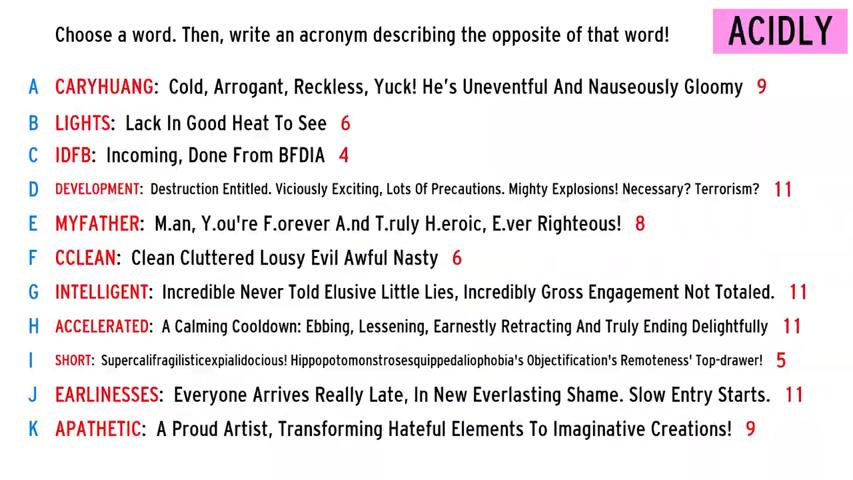 Choose a word. Then, write an acronym describing the opposite of that word!
ACIDLY
A CARYHUANG: Cold, Arrogant, Reckless, Yuck! He's Uneventful And Nauseously Gloomy 9
B LIGHTS: Lack In Good Heat To See 6
C IDFB: Incoming, Done From BFDIA 4
D DEVELOPMENT: Destruction Entitled. Viciously Exciting, Lots Of Precautions. Mighty Explosions! Necessary? Terrorism? 11
E MYFATHER: M.an, Y.ou're F.orever A.nd T.ruly H.eroic, E.ver Righteous! 8
F CCLEAN: Clean Cluttered Lousy Evil Awful Nasty 6
G INTELLIGENT: Incredible Never Told Elusive Little Lies, Incredibly Gross Engagement Not Totaled. 11
H ACCELERATED: A Calming Cooldown: Ebbing, Lessening, Earnestly Retracting And Truly Ending Delightfully 11
I SHORT: Supercalifragilisticexpialidocious! Hippopotomonstrosesquippedaliophobia's Objectification's Remoteness' Top-drawer! 5
J EARLINESSES: Everyone Arrives Really Late, In New Everlasting Shame. Slow Entry Starts. 11
K APATHETIC: A Proud Artist, Transforming Hateful Elements To Imaginative Creations! 9